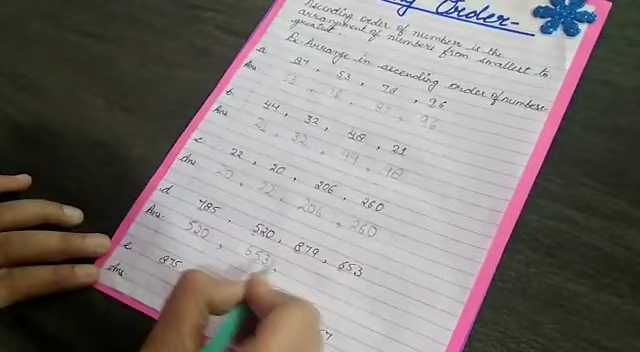 Order-
Ascending order of numbers is the
arrangement of numbers from smallest to
greatest.
Ex. Arrange in ascending order of numbers:-
a 87, 53, 78, 96
Ans. 53, 78, 87, 96
b. 44, 32, 48, 21
Ans 21, 32, 44, 48
c 22, 20, 206, 260
Ans. 20, 22, 206, 260
d 785, 520, 879, 653
Ans. 520, 653,
e 875
Ans.